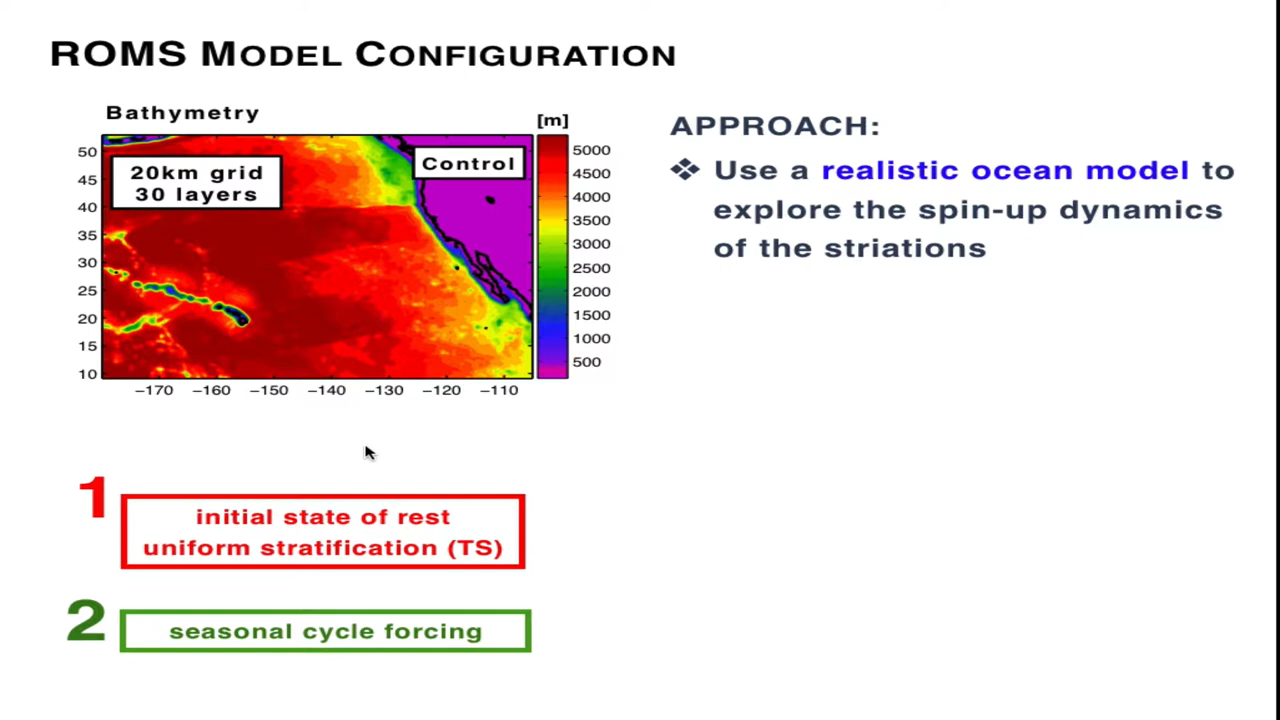 ROMS MODEL CONFIGURATION
Bathymetry
[m]
20km grid
30 layers
Control
50
45
40
35
30
25
20
15
10
−170 −160 −150 −140 −130 −120 −110
5000
4500
4000
3500
3000
2500
2000
1500
1000
500
APPROACH:
❖ Use a realistic ocean model to
explore the spin-up dynamics
of the striations
1
initial state of rest
uniform stratification (TS)
2
seasonal cycle forcing